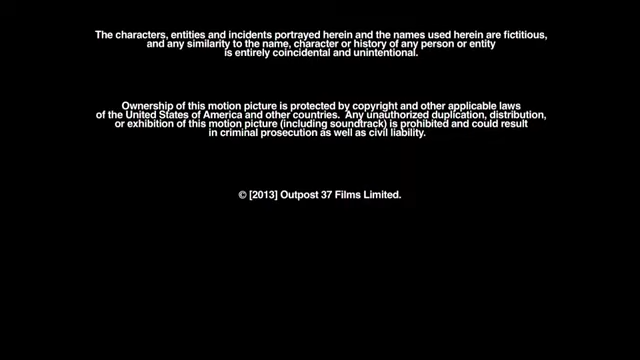 The characters, entities and incidents portrayed herein and the names used herein are fictitious,
and any similarity to the name, character or history of any person or entity
is entirely coincidental and unintentional.
Ownership of this motion picture is protected by copyright and other applicable laws
of the United States of America and other countries. Any unauthorized duplication, distribution,
or exhibition of this motion picture (including soundtrack) is prohibited and could result
in criminal prosecution as well as civil liability.
© [2013] Outpost 37 Films Limited.